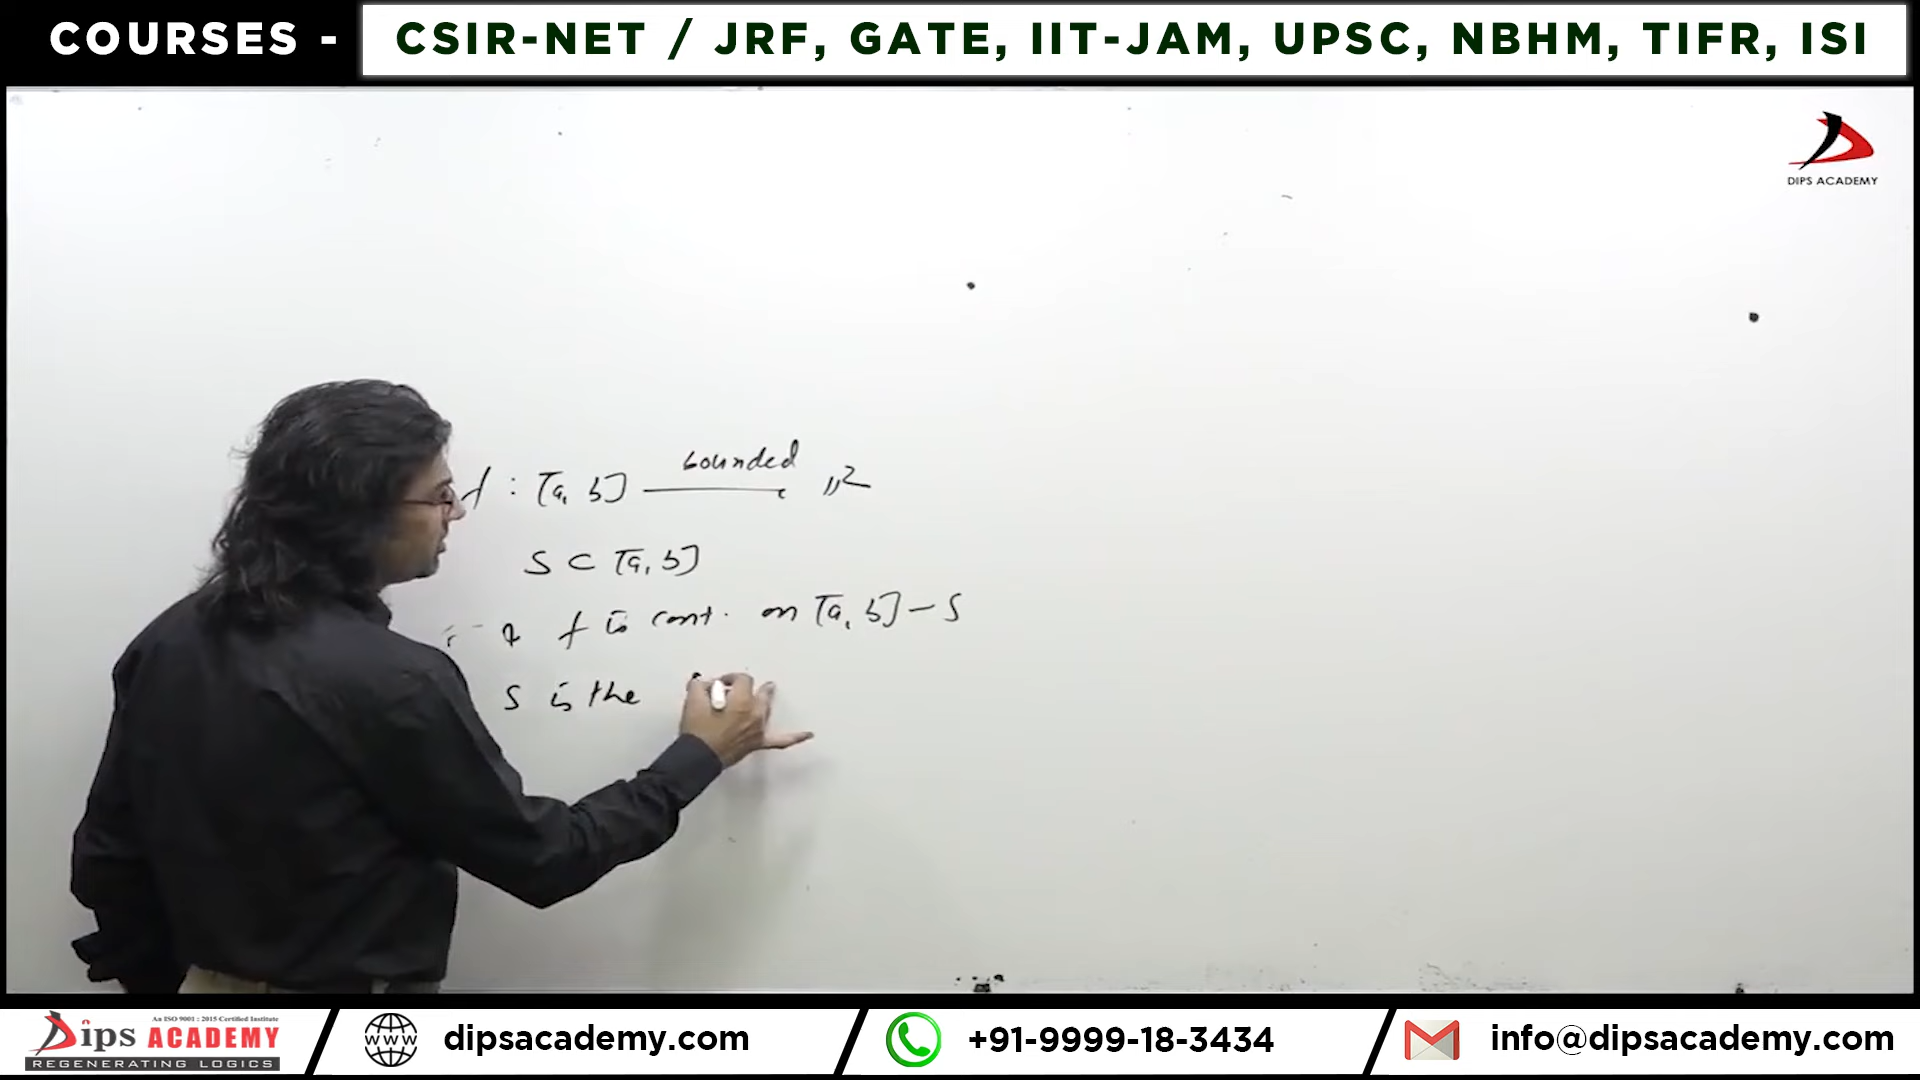 COURSES - CSIR-NET / JRF, GATE, IIT-JAM, UPSC, NBHM, TIFR, ISI
DIPS ACADEMY
f : [a, b] bounded
S ⊂ [a, b]
f is cont. on [a, b] - S
S is the
An ISO 9001 : 2015 Certified Institute
Dips ACADEMY
REGENERATING LOGICS
WWW
dipsacademy.com
+91-9999-18-3434
info@dipsacademy.com